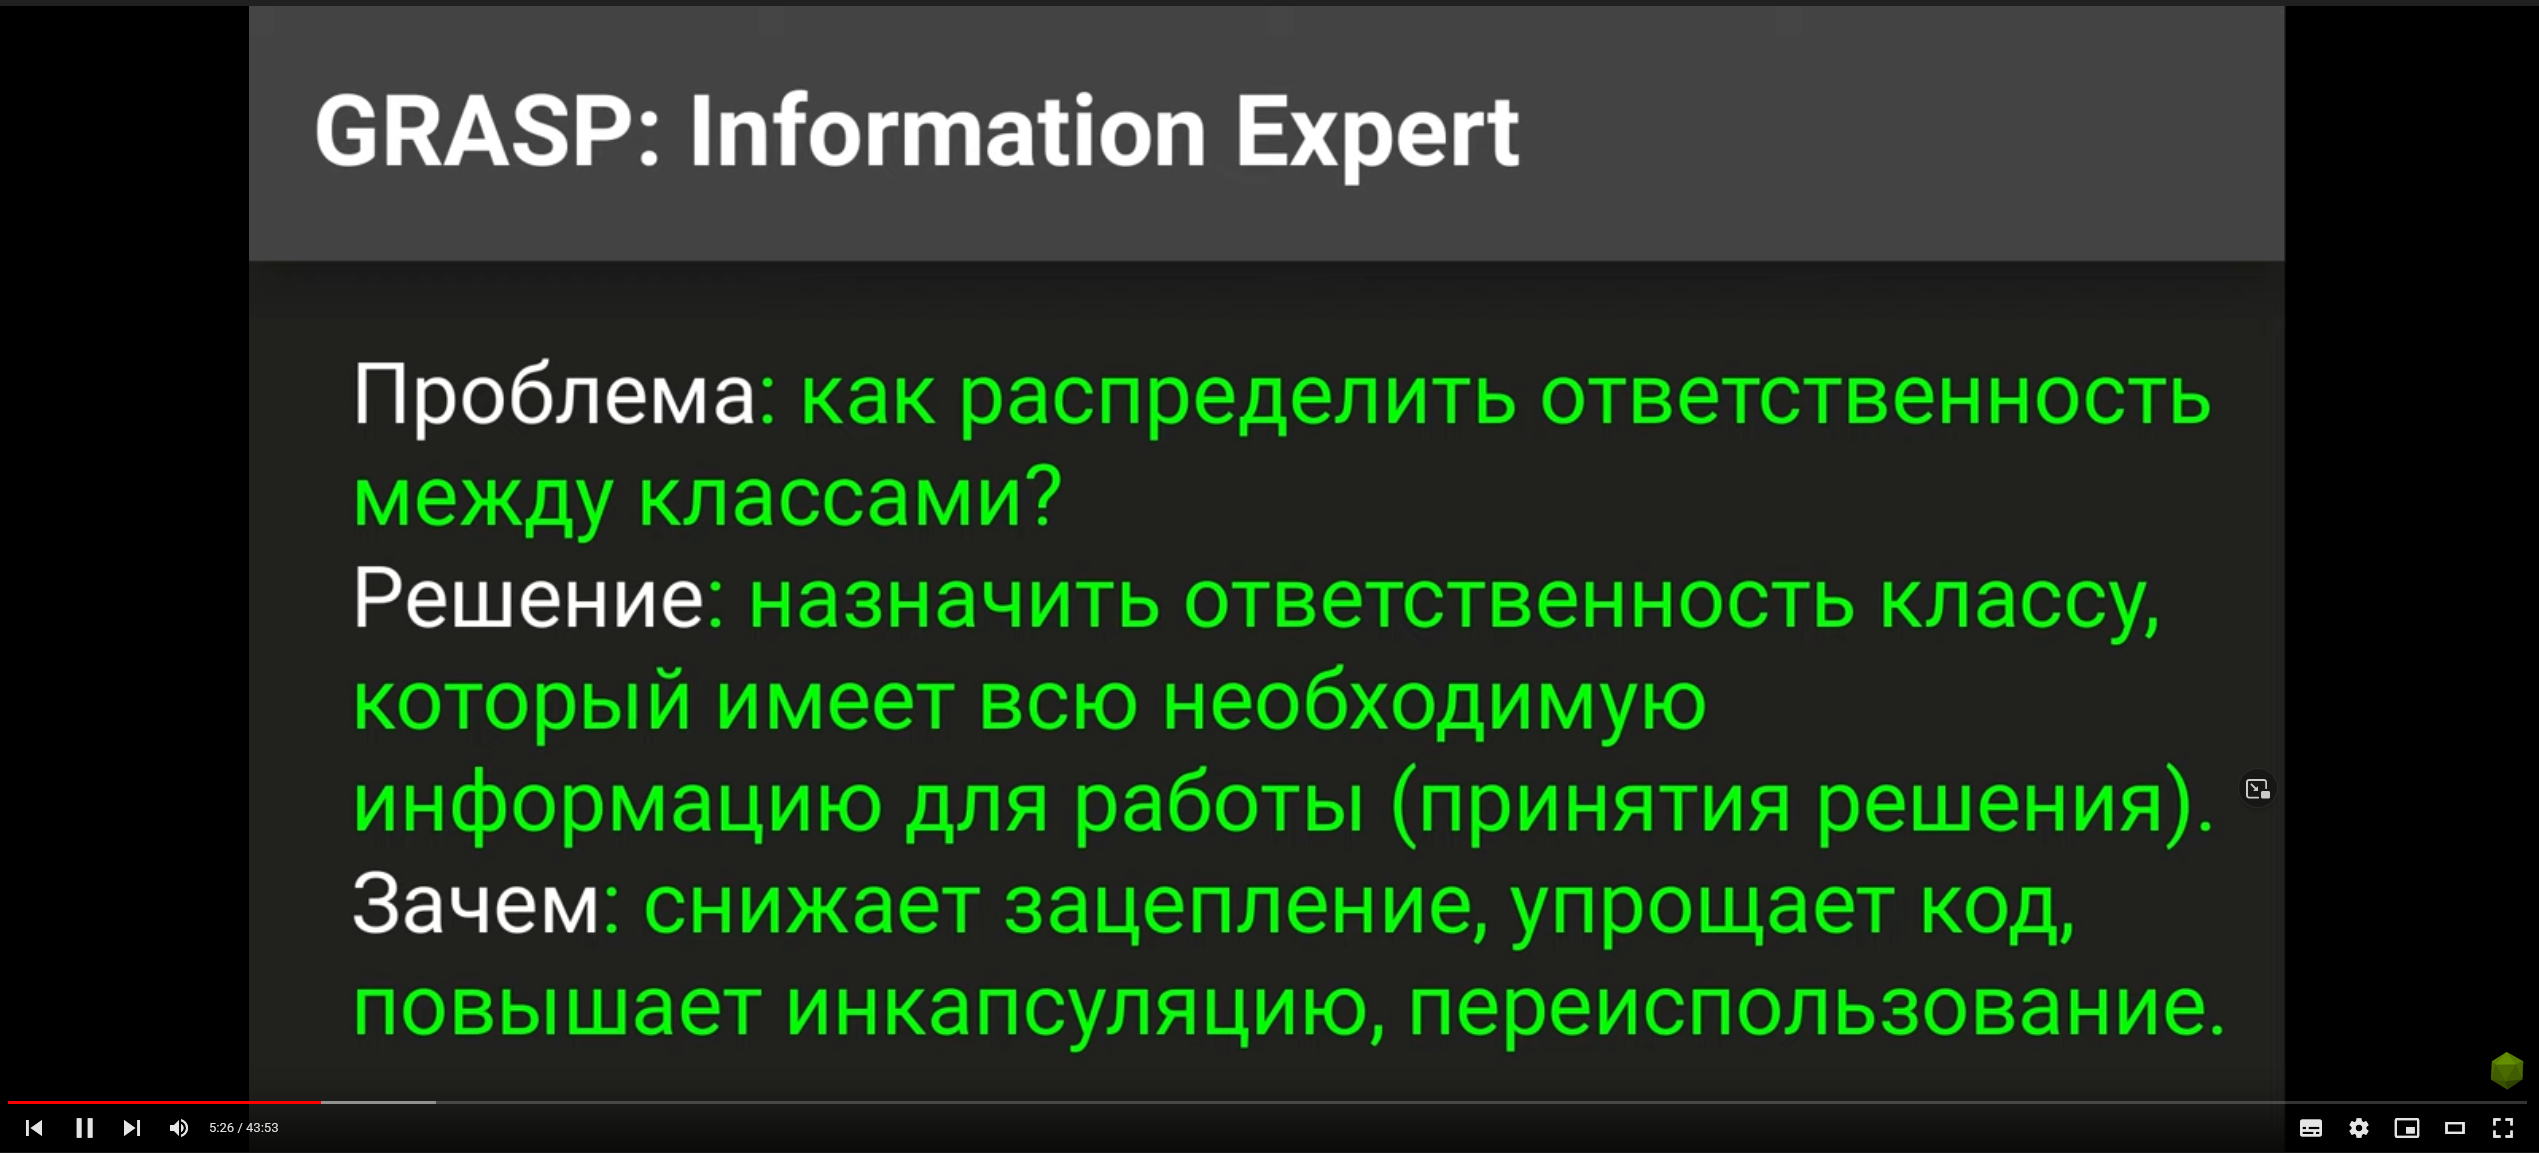 GRASP: Information Expert
Проблема: как распределить ответственность
между классами?
Решение: назначить ответственность классу,
который имеет всю необходимую
информацию для работы (принятия решения).
Зачем: снижает зацепление, упрощает код,
повышает инкапсуляцию, переиспользование.
5:26 / 43:53